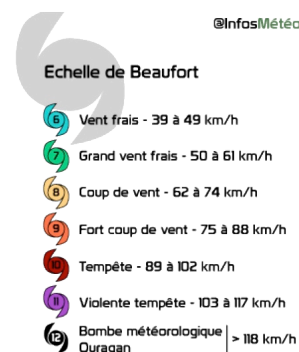 @InfosMétéo
Echelle de Beaufort
6 Vent frais - 39 à 49 km/h
7 Grand vent frais - 50 à 61 km/h
8 Coup de vent - 62 à 74 km/h
9 Fort coup de vent - 75 à 88 km/h
10 Tempête - 89 à 102 km/h
11 Violente tempête - 103 à 117 km/h
12 Bombe météorologique
Ouragan > 118 km/h